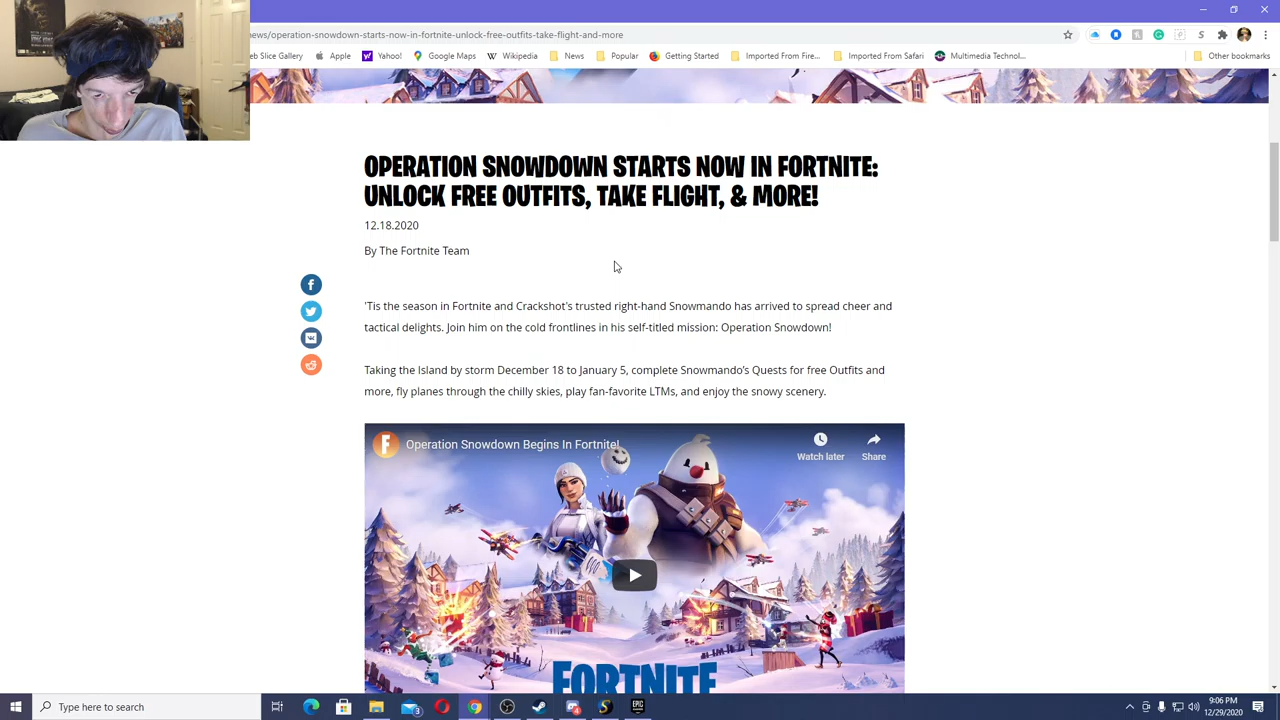 news/operation-snowdown-starts-now-in-fortnite-unlock-free-outfits-take-flight-and-more
eb Slice Gallery Apple Yahoo! Google Maps Wikipedia News Popular Getting Started Imported From Fire... Imported From Safari Multimedia Technol... Other bookmarks
OPERATION SNOWDOWN STARTS NOW IN FORTNITE:
UNLOCK FREE OUTFITS, TAKE FLIGHT, & MORE!
12.18.2020
By The Fortnite Team
'Tis the season in Fortnite and Crackshot's trusted right-hand Snowmando has arrived to spread cheer and
tactical delights. Join him on the cold frontlines in his self-titled mission: Operation Snowdown!
Taking the Island by storm December 18 to January 5, complete Snowmando's Quests for free Outfits and
more, fly planes through the chilly skies, play fan-favorite LTMs, and enjoy the snowy scenery.
Operation Snowdown Begins In Fortnite!
Watch later Share
FORTNITE
Type here to search
EPIC
9:06 PM
12/29/2020